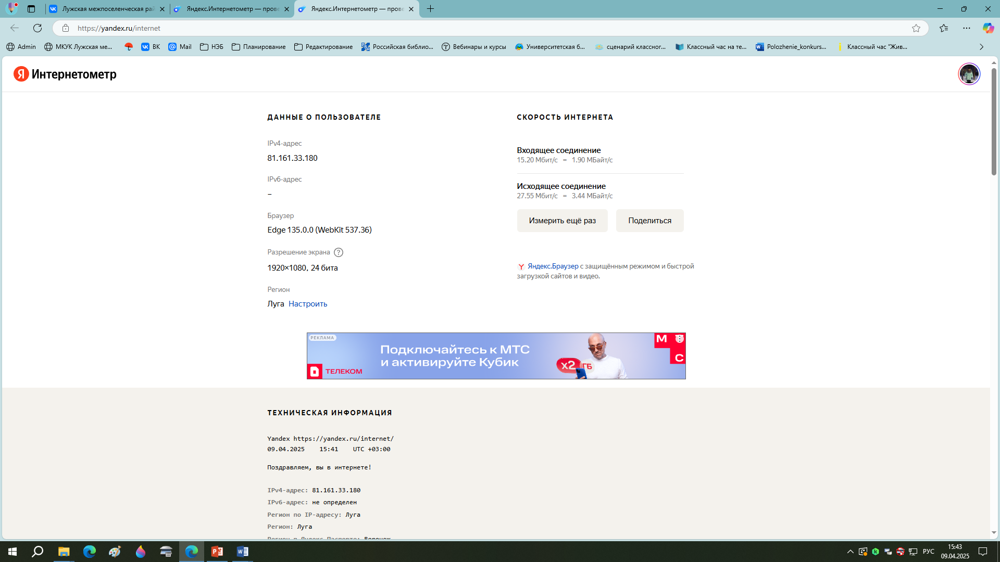 Лужская межпоселенческая рай
Яндекс.Интернетометр — прове
Яндекс.Интернетометр — прове
https://yandex.ru/internet
Admin
МКУК Лужская ме...
ВК
Mail
НЭБ
Планирование
Редактирование
Российская библио...
Вебинары и курсы
Университетская б...
сценарий классног...
Классный час на те...
Polozhenie_konkurs...
Классный час "Жив...
Я Интернетометр
ДАННЫЕ О ПОЛЬЗОВАТЕЛЕ
IPv4-адрес
81.161.33.180
IPv6-адрес
–
Браузер
Edge 135.0.0 (WebKit 537.36)
Разрешение экрана ?
1920×1080, 24 бита
Регион
Луга Настроить
СКОРОСТЬ ИНТЕРНЕТА
Входящее соединение
15.20 Мбит/с = 1.90 МБайт/с
Исходящее соединение
27.55 Мбит/с = 3.44 МБайт/с
Измерить ещё раз
Поделиться
Яндекс.Браузер с защищённым режимом и быстрой
загрузкой сайтов и видео.
РЕКЛАМА
Подключайтесь к МТС
и активируйте Кубик
ТЕЛЕКОМ
x2 ГБ
М Т
С
ТЕХНИЧЕСКАЯ ИНФОРМАЦИЯ
Yandex https://yandex.ru/internet/
09.04.2025 15:41 UTC +03:00
Поздравляем, вы в интернете!
IPv4-адрес: 81.161.33.180
IPv6-адрес: не определен
Регион по IP-адресу: Луга
Регион: Луга
Регион в Яндекс.Паспорте: Воронеж
РУС
15:43
09.04.2025